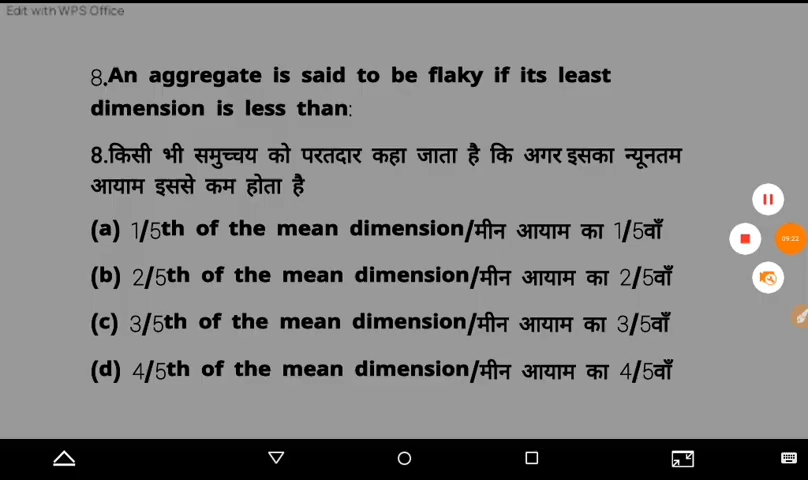 Edit with WPS Office
8.An aggregate is said to be flaky if its least
dimension is less than:
8.किसी भी समुच्चय को परतदार कहा जाता है कि अगर इसका न्यूनतम
आयाम इससे कम होता है
(a) 1/5th of the mean dimension/मीन आयाम का 1/5वाँ
(b) 2/5th of the mean dimension/मीन आयाम का 2/5वाँ
(c) 3/5th of the mean dimension/मीन आयाम का 3/5वाँ
(d) 4/5th of the mean dimension/मीन आयाम का 4/5वाँ
09:22